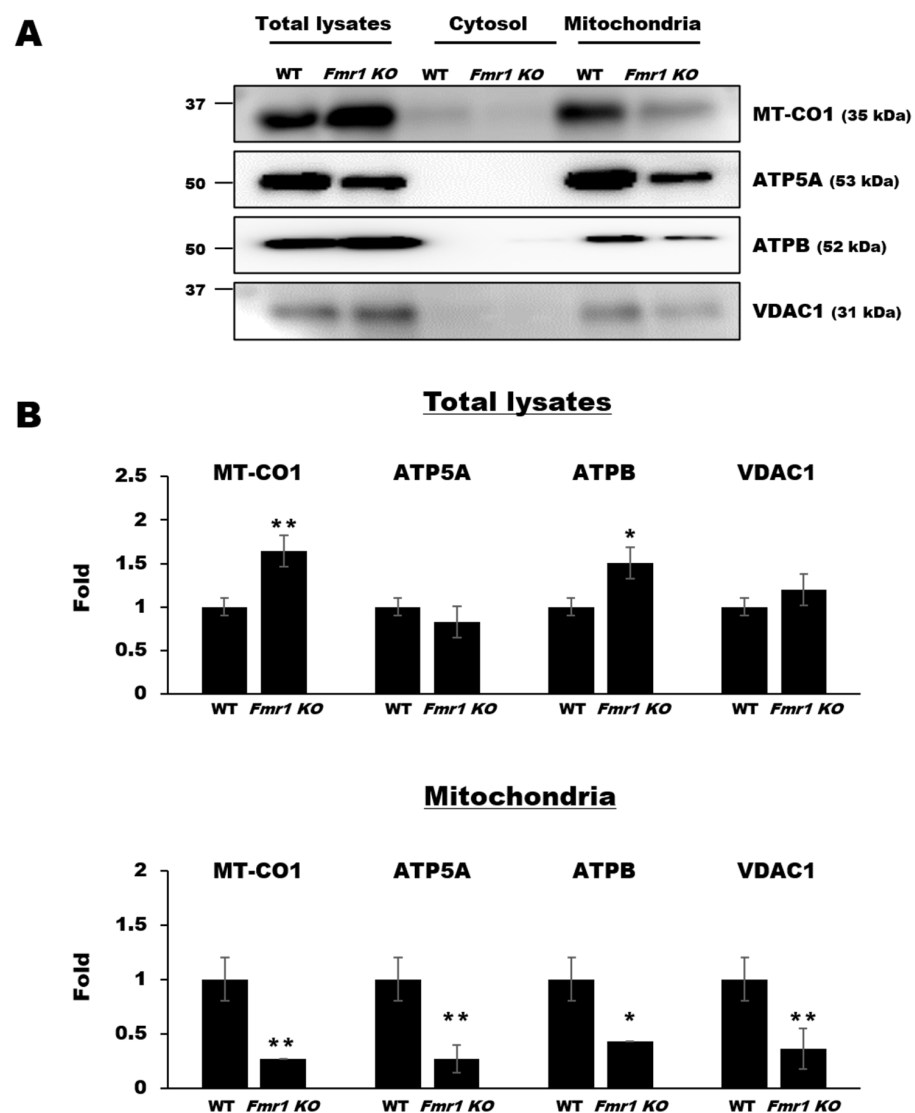 A
Total lysates Cytosol Mitochondria
WT Fmr1 KO WT Fmr1 KO WT Fmr1 KO
37 MT-CO1 (35 kDa)
50 ATP5A (53 kDa)
50 ATPB (52 kDa)
37 VDAC1 (31 kDa)
B
Total lysates
MT-CO1 ATP5A ATPB VDAC1
2.5
2
1.5
1
0.5
0
Fold
** *
WT Fmr1 KO WT Fmr1 KO WT Fmr1 KO WT Fmr1 KO
Mitochondria
MT-CO1 ATP5A ATPB VDAC1
2
1.5
1
0.5
0
Fold
** ** * **
WT Fmr1 KO WT Fmr1 KO WT Fmr1 KO WT Fmr1 KO